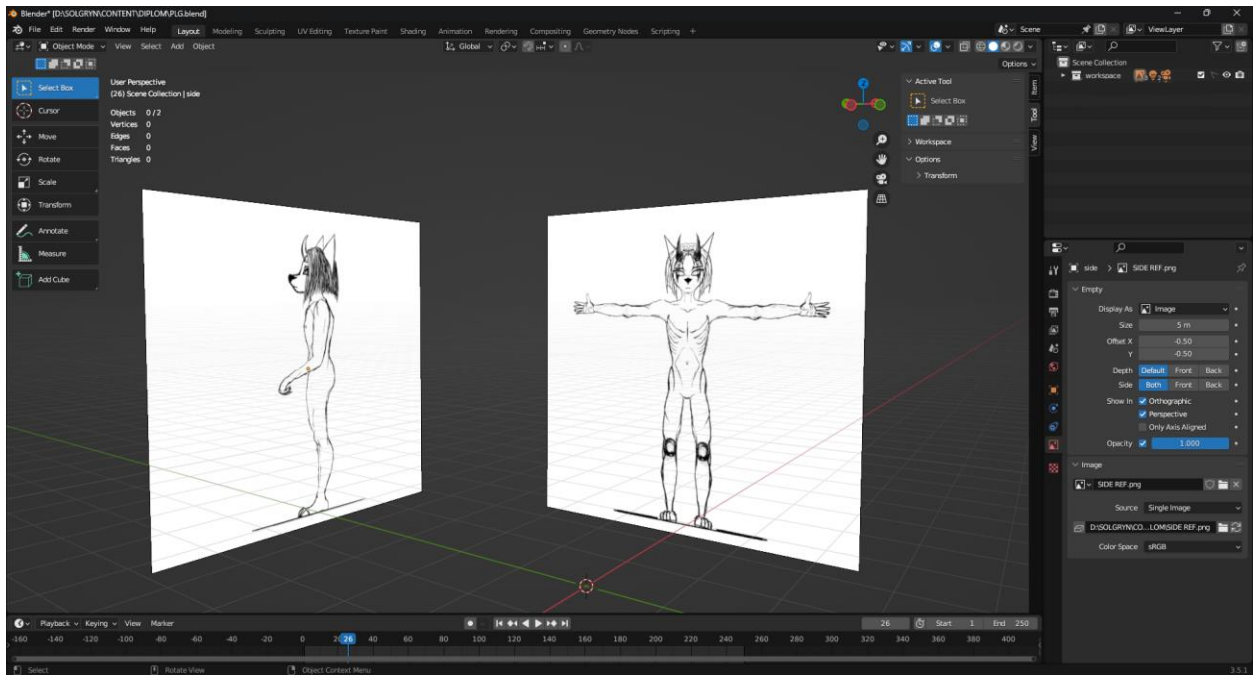 Blender* [D:\SOLGRYN\CONTENT\DIPLOM\PLG.blend]
File Edit Render Window Help Layout Modeling Sculpting UV Editing Texture Paint Shading Animation Rendering Compositing Geometry Nodes Scripting + Scene ViewLayer
Object Mode View Select Add Object Global
Options
Select Box
Cursor
Move
Rotate
Scale
Transform
Annotate
Measure
Add Cube
User Perspective
(26) Scene Collection | side
Objects 0/2
Vertices 0
Edges 0
Faces 0
Triangles 0
Z
Active Tool
Select Box
Workspace
Options
Transform
Item
Tool
View
Scene Collection
workspace
side > SIDE REF.png
Empty
Display As Image
Size 5 m
Offset X -0.50
Y -0.50
Depth Default Front Back
Side Both Front Back
Show In Orthographic
Perspective
Only Axis Aligned
Opacity 1.000
Image
SIDE REF.png
Source Single Image
D:\SOLGRYN\CO...LOM\SIDE REF.png
Color Space sRGB
Playback Keying View Marker 26 Start 1 End 250
-160 -140 -120 -100 -80 -60 -40 -20 0 26 40 60 80 100 120 140 160 180 200 220 240 260 280 300 320 340 360 380 400
Select Rotate View Object Context Menu 3.5.1